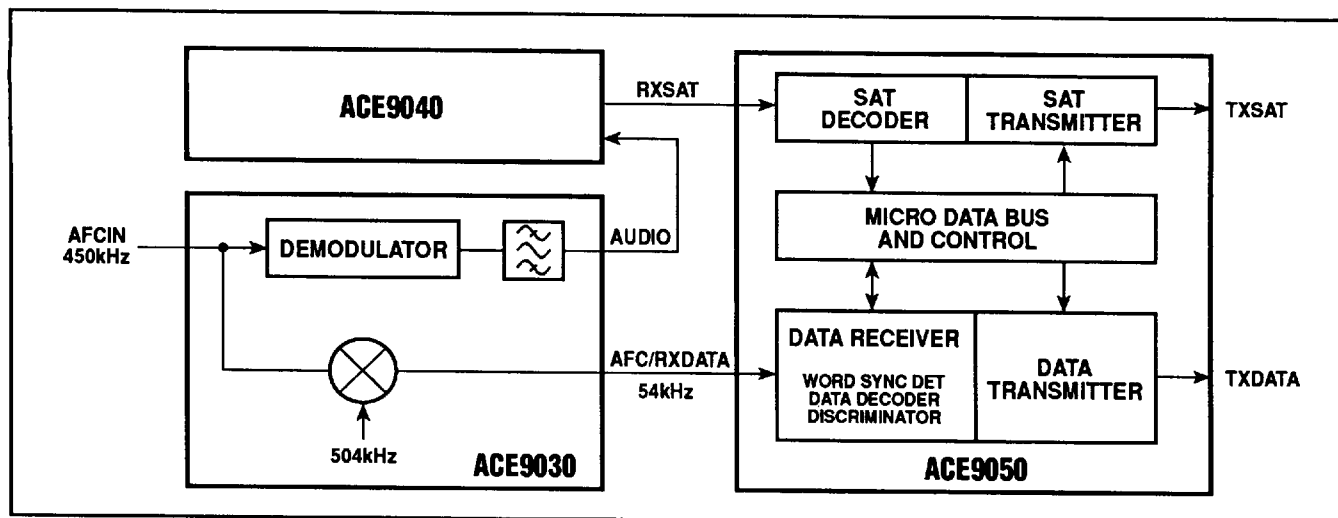 ACE9040
RXSAT
SAT
DECODER
SAT
TRANSMITTER
TXSAT
MICRO DATA BUS
AND CONTROL
AFCIN
450kHz
DEMODULATOR
AUDIO
AFC/RXDATA
54kHz
504kHz
ACE9030
DATA RECEIVER
WORD SYNC DET
DATA DECODER
DISCRIMINATOR
DATA
TRANSMITTER
TXDATA
ACE9050